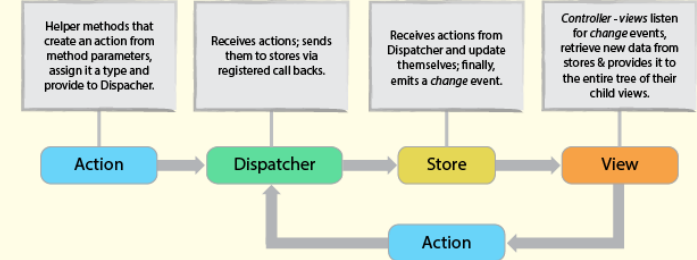 Helper methods that
create an action from
method parameters,
assign it a type and
provide to Dispacher.
Receives actions; sends
them to stores via
registered call backs.
Receives actions from
Dispatcher and update
themselves; finally,
emits a change event.
Controller - views listen
for change events,
retrieve new data from
stores & provides it to
the entire tree of their
child views.
Action
Dispatcher
Store
View
Action